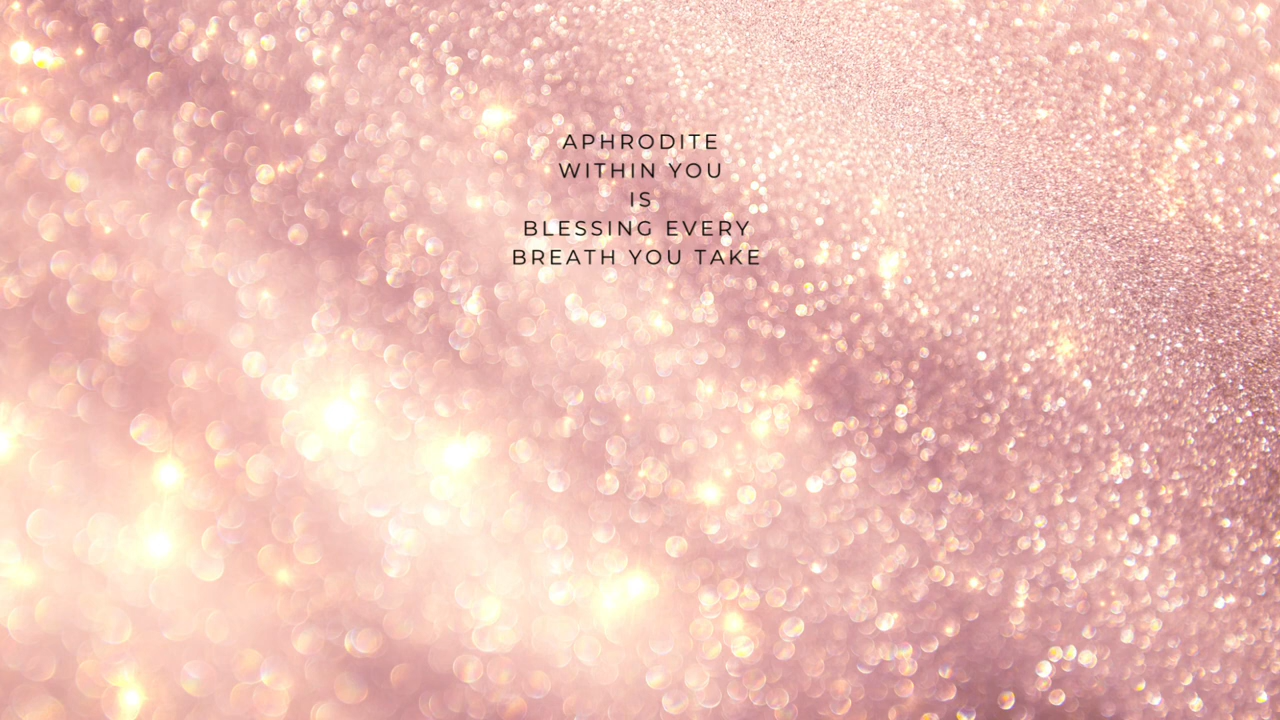 APHRODITE
WITHIN YOU
IS
BLESSING EVERY
BREATH YOU TAKE